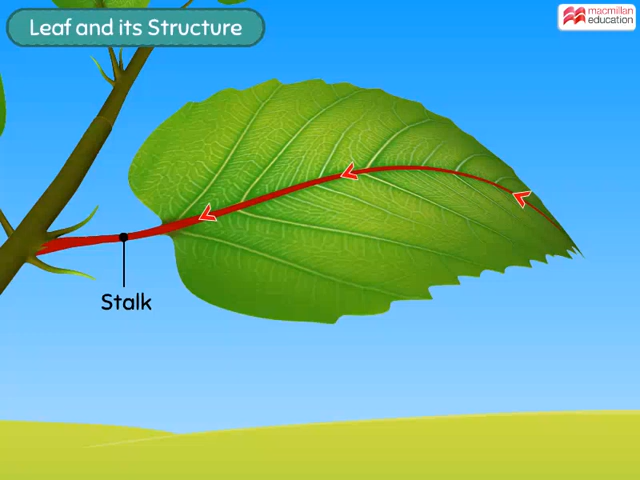 Leaf and its Structure
macmillan
education
Stalk